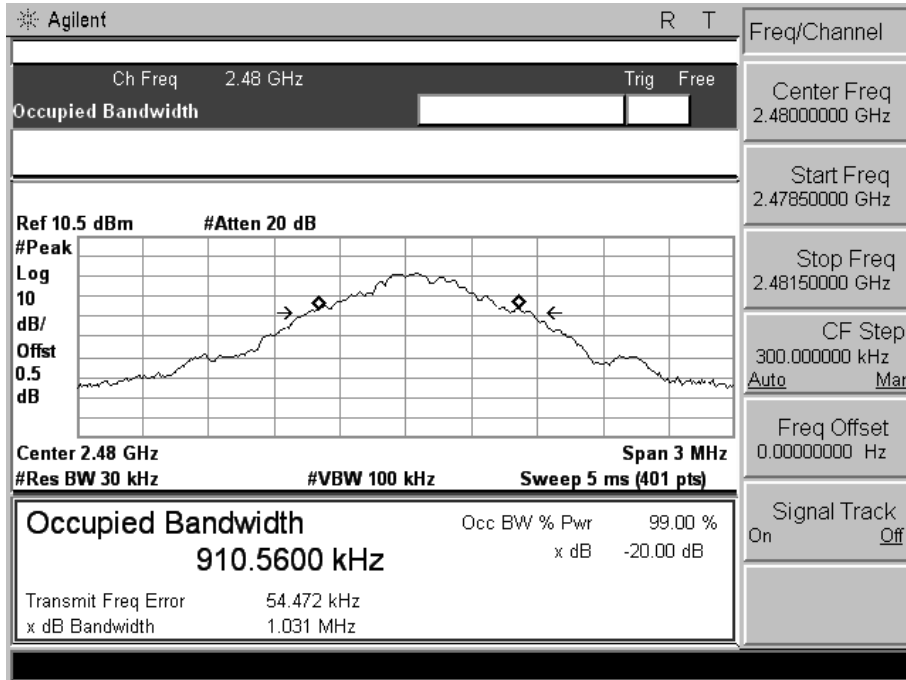 Agilent R T
Freq/Channel
Ch Freq 2.48 GHz Trig Free
Occupied Bandwidth
Center Freq
2.48000000 GHz
Start Freq
2.47850000 GHz
Stop Freq
2.48150000 GHz
CF Step
300.000000 kHz
Auto Man
Freq Offset
0.00000000 Hz
Signal Track
On Off
Ref 10.5 dBm #Atten 20 dB
#Peak
Log
10
dB/
Offst
0.5
dB
Center 2.48 GHz Span 3 MHz
#Res BW 30 kHz #VBW 100 kHz Sweep 5 ms (401 pts)
Occupied Bandwidth Occ BW % Pwr 99.00 %
910.5600 kHz x dB -20.00 dB
Transmit Freq Error 54.472 kHz
x dB Bandwidth 1.031 MHz